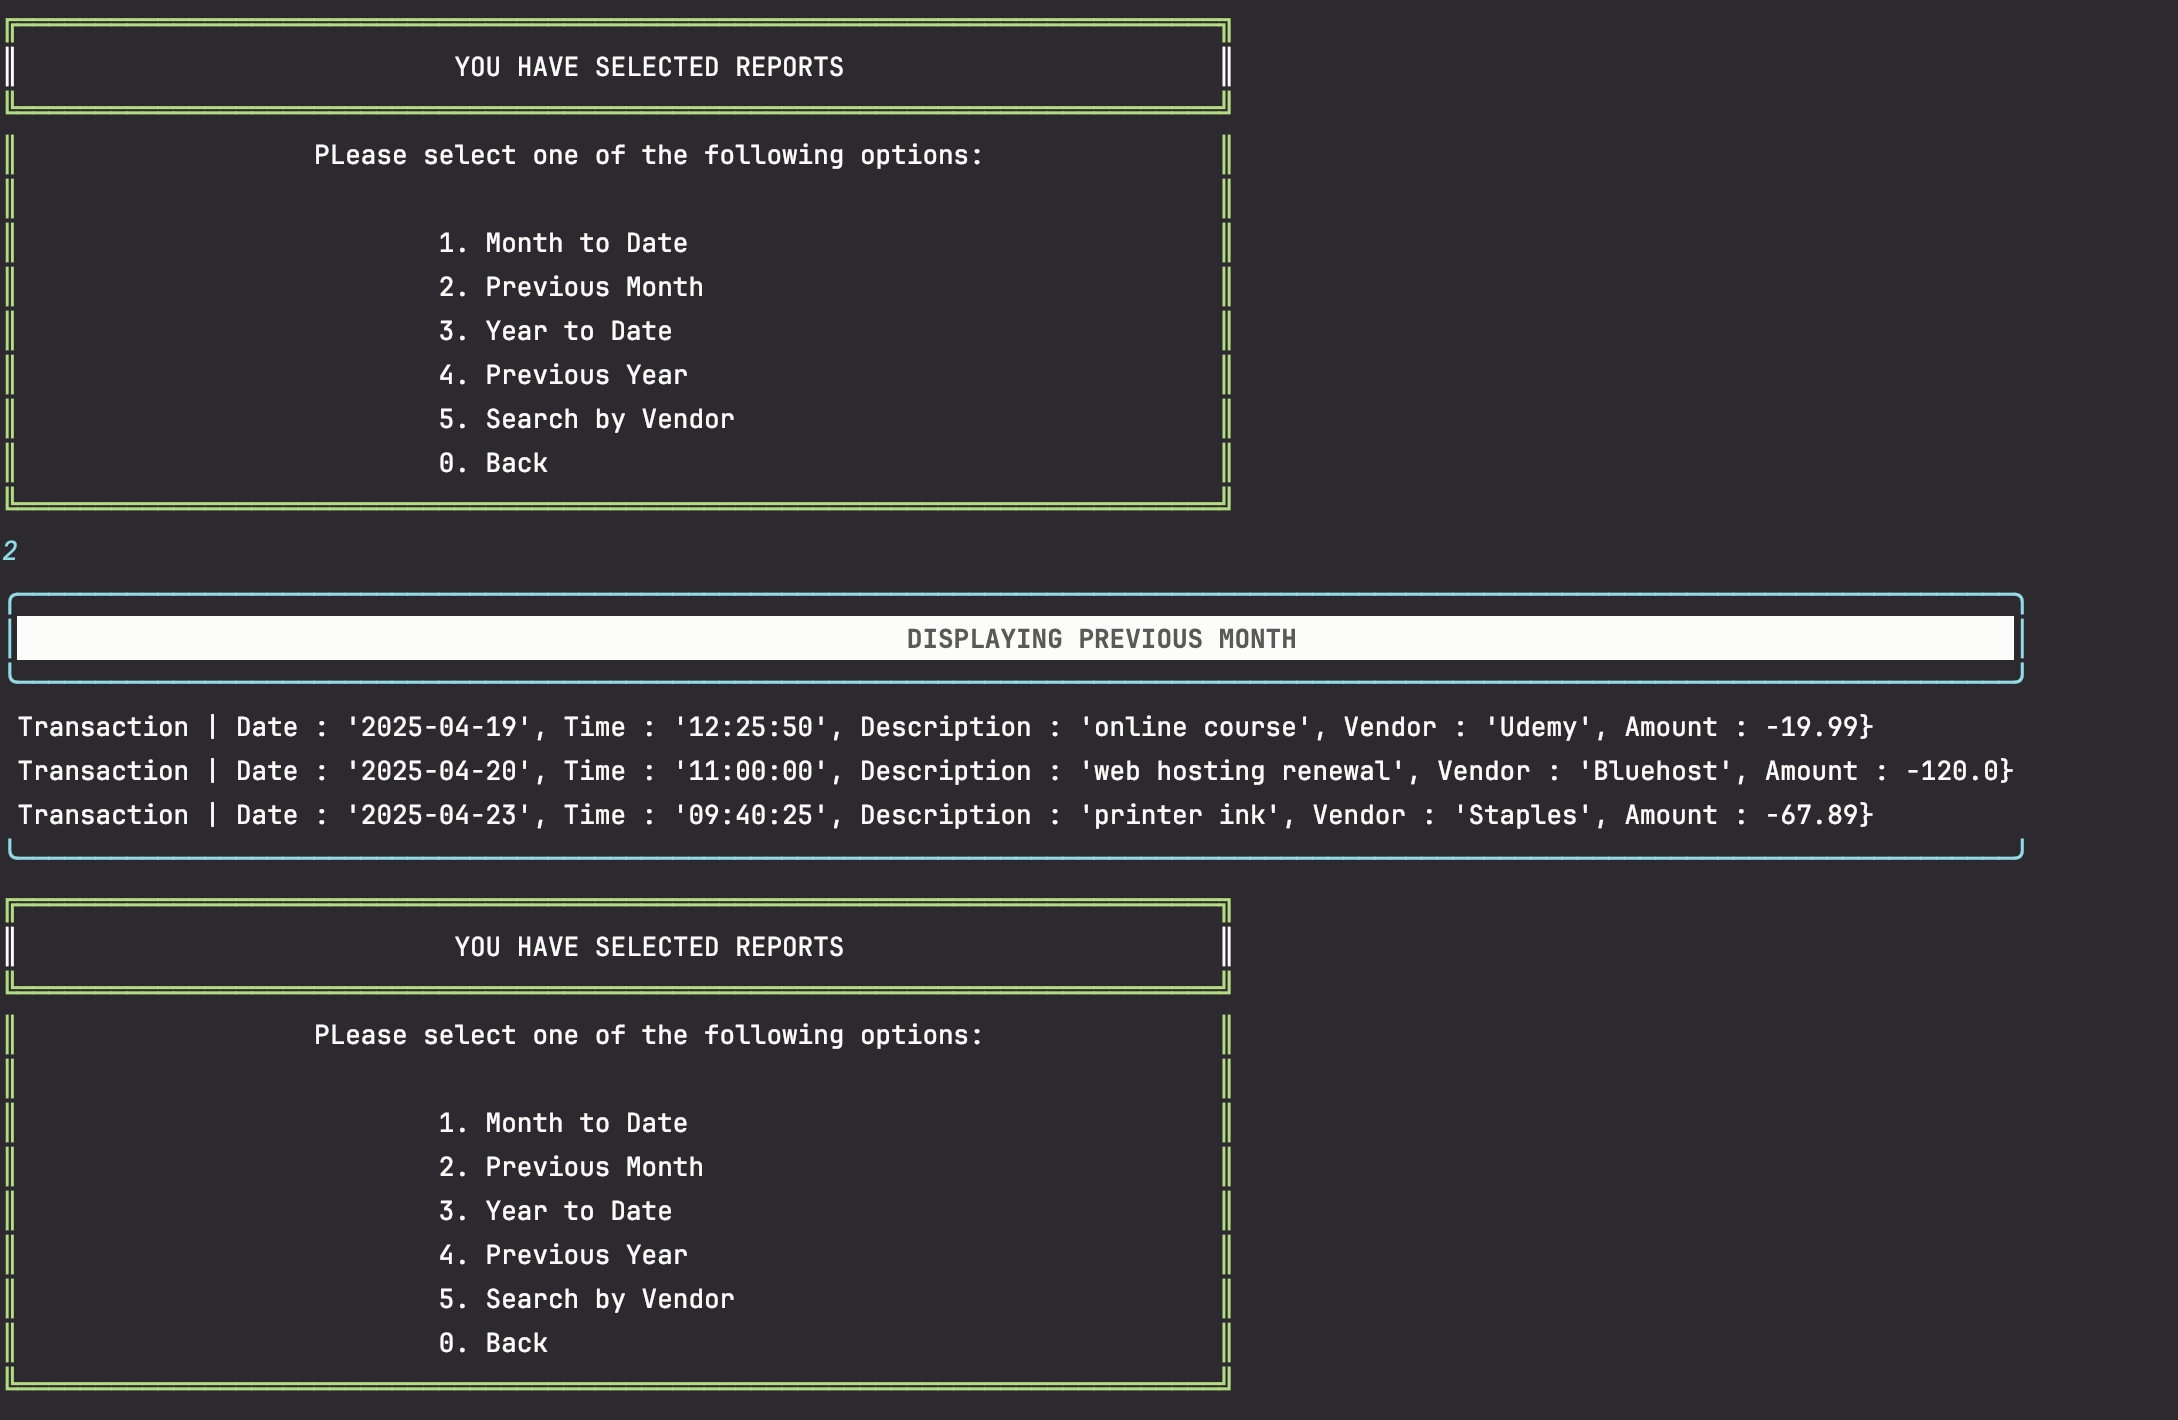 YOU HAVE SELECTED REPORTS
PLease select one of the following options:
1. Month to Date
2. Previous Month
3. Year to Date
4. Previous Year
5. Search by Vendor
0. Back
2
DISPLAYING PREVIOUS MONTH
Transaction | Date : '2025-04-19', Time : '12:25:50', Description : 'online course', Vendor : 'Udemy', Amount : -19.99}
Transaction | Date : '2025-04-20', Time : '11:00:00', Description : 'web hosting renewal', Vendor : 'Bluehost', Amount : -120.0}
Transaction | Date : '2025-04-23', Time : '09:40:25', Description : 'printer ink', Vendor : 'Staples', Amount : -67.89}
YOU HAVE SELECTED REPORTS
PLease select one of the following options:
1. Month to Date
2. Previous Month
3. Year to Date
4. Previous Year
5. Search by Vendor
0. Back